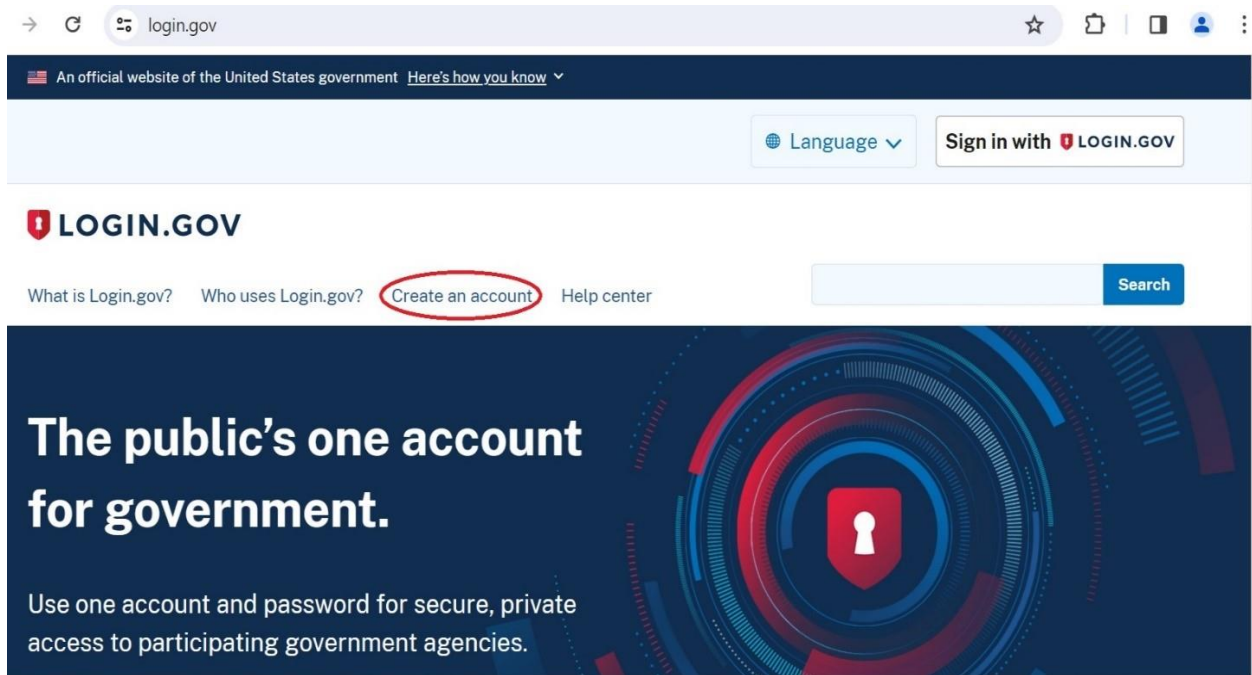 login.gov
An official website of the United States government Here's how you know
Language
Sign in with LOGIN.GOV
LOGIN.GOV
What is Login.gov? Who uses Login.gov? Create an account Help center
Search
The public's one account
for government.
Use one account and password for secure, private
access to participating government agencies.